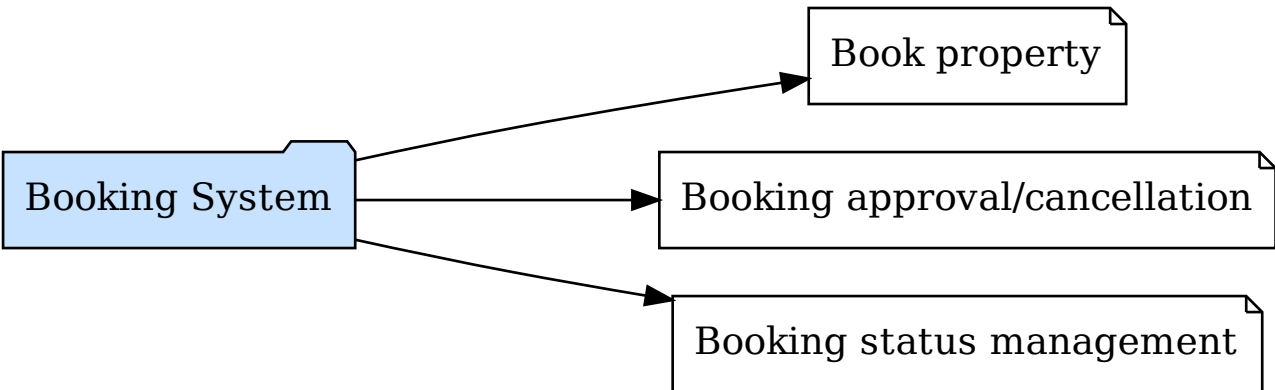 Book property
Booking System
Booking approval/cancellation
Booking status management